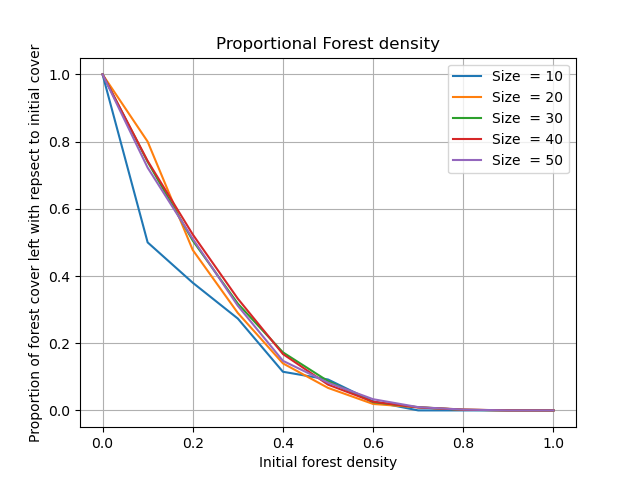 Proportional Forest density
Proportion of forest cover left with repsect to initial cover
1.0
0.8
0.6
0.4
0.2
0.0
Size  = 10
Size  = 20
Size  = 30
Size  = 40
Size  = 50
0.0 0.2 0.4 0.6 0.8 1.0
Initial forest density